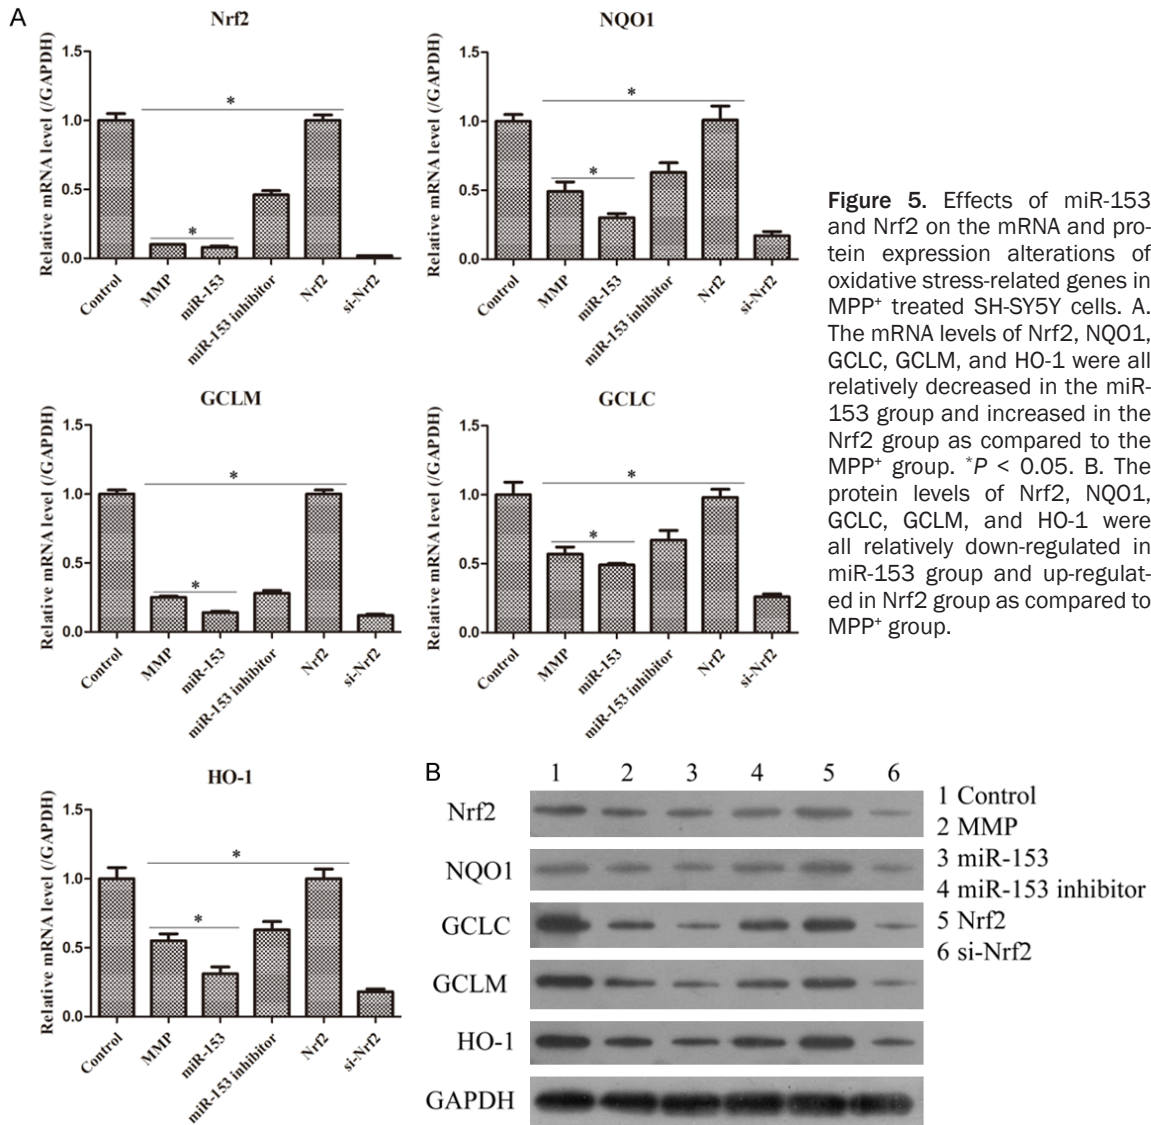 A
Nrf2
Relative mRNA level (/GAPDH)
1.5
1.0
0.5
0.0
*
*
Control
MMP
miR-153
miR-153 inhibitor
Nrf2
si-Nrf2
NQO1
Relative mRNA level (/GAPDH)
1.5
1.0
0.5
0.0
*
*
Control
MMP
miR-153
miR-153 inhibitor
Nrf2
si-Nrf2
GCLM
Relative mRNA level (/GAPDH)
1.5
1.0
0.5
0.0
*
*
Control
MMP
miR-153
miR-153 inhibitor
Nrf2
si-Nrf2
GCLC
Relative mRNA level (/GAPDH)
1.5
1.0
0.5
0.0
*
*
Control
MMP
miR-153
miR-153 inhibitor
Nrf2
si-Nrf2
HO-1
Relative mRNA level (/GAPDH)
1.5
1.0
0.5
0.0
*
*
Control
MMP
miR-153
miR-153 inhibitor
Nrf2
si-Nrf2
B
1 2 3 4 5 6
Nrf2
NQO1
GCLC
GCLM
HO-1
GAPDH
1 Control
2 MMP
3 miR-153
4 miR-153 inhibitor
5 Nrf2
6 si-Nrf2
Figure 5. Effects of miR-153
and Nrf2 on the mRNA and pro-
tein expression alterations of
oxidative stress-related genes in
MPP⁺ treated SH-SY5Y cells. A.
The mRNA levels of Nrf2, NQO1,
GCLC, GCLM, and HO-1 were all
relatively decreased in the miR-
153 group and increased in the
Nrf2 group as compared to the
MPP⁺ group. *P < 0.05. B. The
protein levels of Nrf2, NQO1,
GCLC, GCLM, and HO-1 were
all relatively down-regulated in
miR-153 group and up-regulat-
ed in Nrf2 group as compared to
MPP⁺ group.